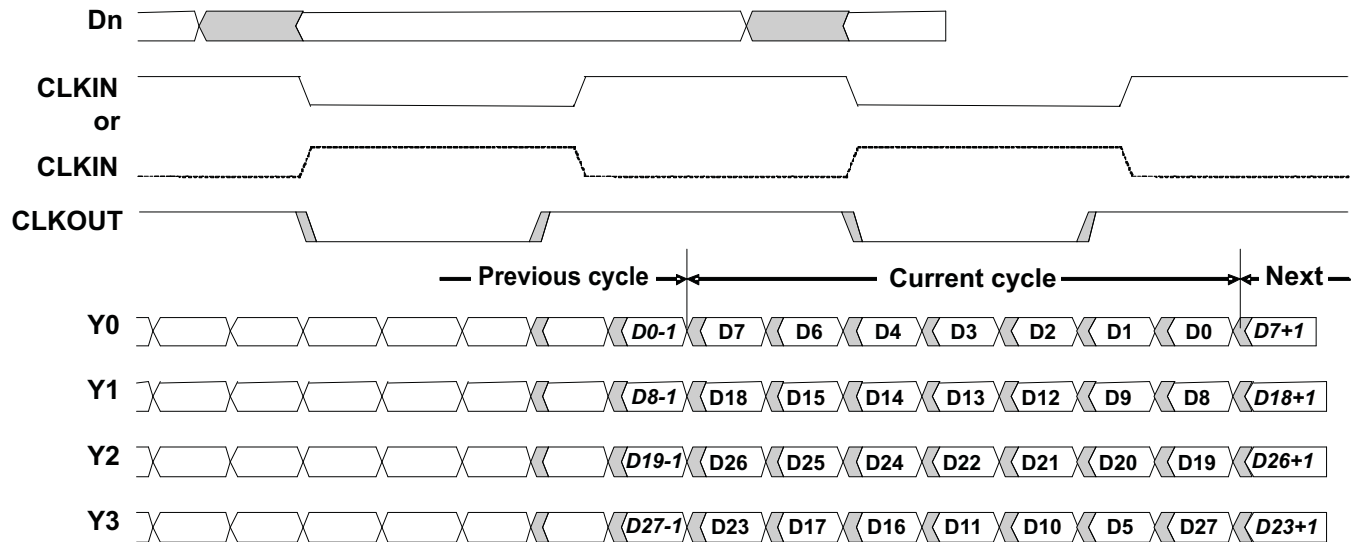 Dn
CLKIN
or
CLKIN
CLKOUT
Previous cycle Current cycle Next
Y0 D0-1 D7 D6 D4 D3 D2 D1 D0 D7+1
Y1 D8-1 D18 D15 D14 D13 D12 D9 D8 D18+1
Y2 D19-1 D26 D25 D24 D22 D21 D20 D19 D26+1
Y3 D27-1 D23 D17 D16 D11 D10 D5 D27 D23+1